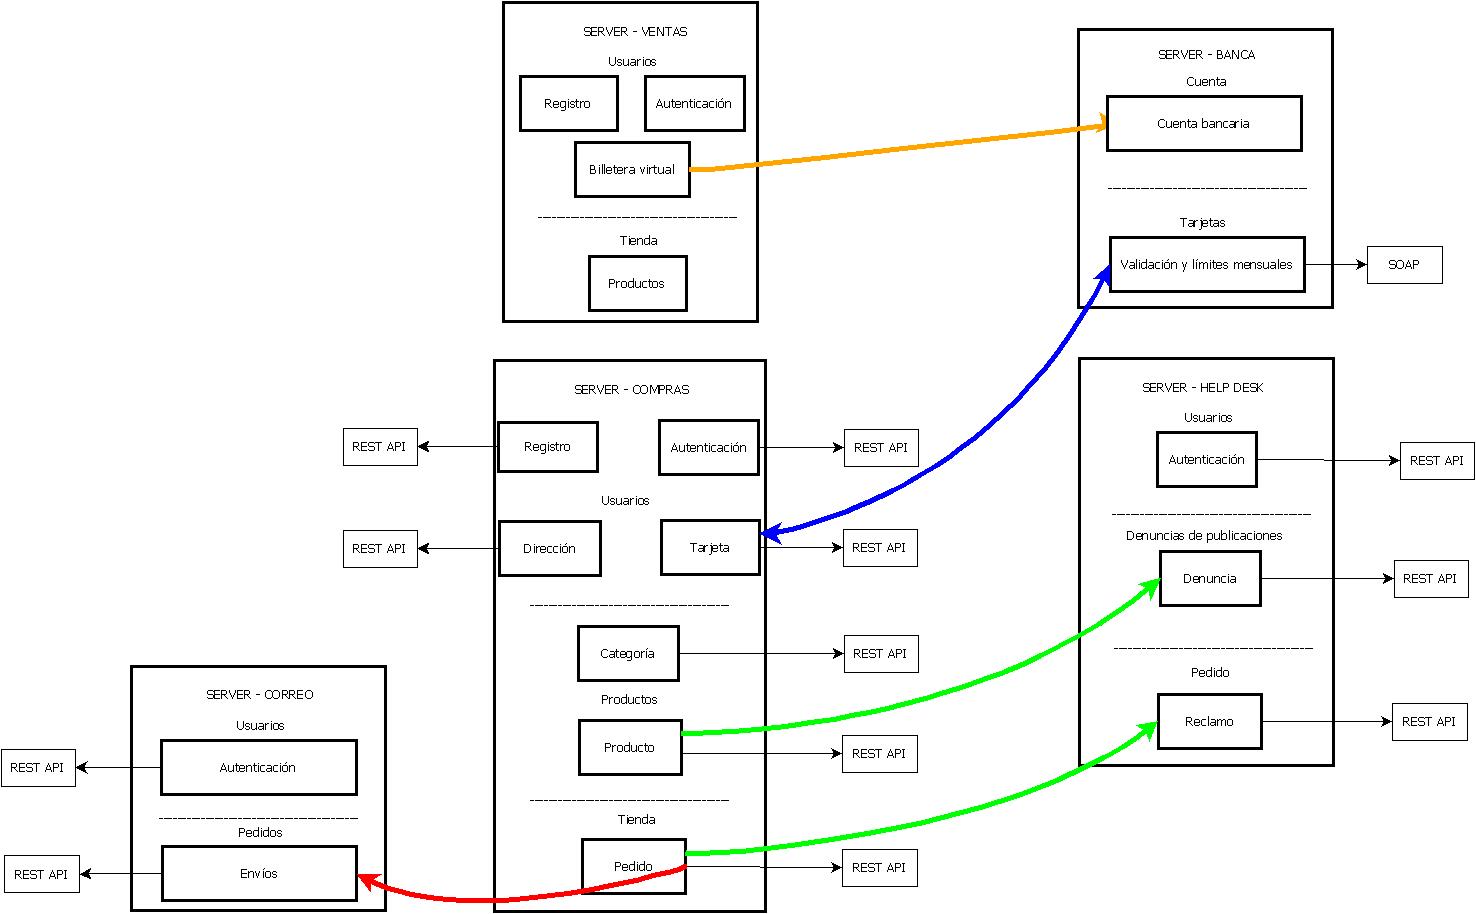 SERVER - VENTAS
Usuarios
Registro
Autenticación
Billetera virtual
------------------------------------
Tienda
Productos
SERVER - BANCA
Cuenta
Cuenta bancaria
------------------------------------
Tarjetas
Validación y límites mensuales
SOAP
SERVER - COMPRAS
REST API
Registro
Autenticación
REST API
Usuarios
REST API
Dirección
Tarjeta
REST API
------------------------------------
Categoría
REST API
Productos
Producto
REST API
------------------------------------
Tienda
Pedido
REST API
SERVER - HELP DESK
Usuarios
Autenticación
REST API
------------------------------------
Denuncias de publicaciones
Denuncia
REST API
------------------------------------
Pedido
Reclamo
REST API
SERVER - CORREO
Usuarios
REST API
Autenticación
------------------------------------
Pedidos
REST API
Envíos